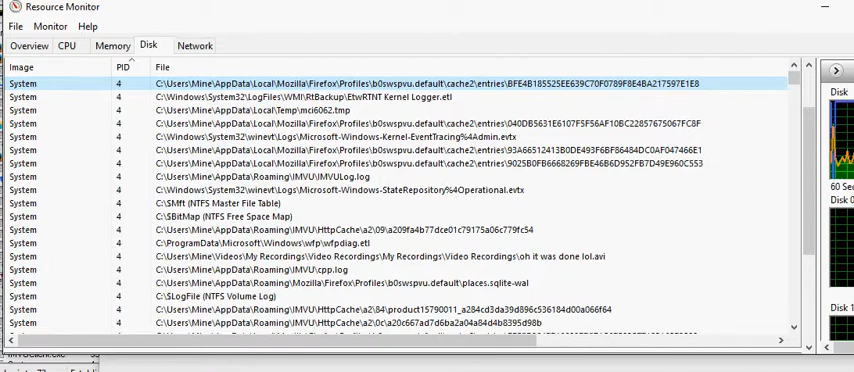 Resource Monitor
File Monitor Help
Overview CPU Memory Disk Network
Image PID File
System 4 C:\Users\Mine\AppData\Local\Mozilla\Firefox\Profiles\b0swspvu.default\cache2\entries\BFE4B185525EE639C70F0789F8E4BA217597E1E8
System 4 C:\Windows\System32\LogFiles\WMI\RtBackup\EtwRTNT Kernel Logger.etl
System 4 C:\Users\Mine\AppData\Local\Temp\mci6062.tmp
System 4 C:\Users\Mine\AppData\Local\Mozilla\Firefox\Profiles\b0swspvu.default\cache2\entries\040DB5631E6107F5F56AF10BC22857675067FC8F
System 4 C:\Windows\System32\winevt\Logs\Microsoft-Windows-Kernel-EventTracing%4Admin.evtx
System 4 C:\Users\Mine\AppData\Local\Mozilla\Firefox\Profiles\b0swspvu.default\cache2\entries\93A66512413B0DE493F6BF86484DC0AF047466E1
System 4 C:\Users\Mine\AppData\Local\Mozilla\Firefox\Profiles\b0swspvu.default\cache2\entries\9025B0FB6668269FBE46B6D952FB7D49E960C553
System 4 C:\Users\Mine\AppData\Roaming\IMVU\IMVULog.log
System 4 C:\Windows\System32\winevt\Logs\Microsoft-Windows-StateRepository%4Operational.evtx
System 4 C:\$Mft (NTFS Master File Table)
System 4 C:\$BitMap (NTFS Free Space Map)
System 4 C:\Users\Mine\AppData\Roaming\IMVU\HttpCache\a2\09\a209fa4b77dce01c79175a06c779fc54
System 4 C:\ProgramData\Microsoft\Windows\wfp\wfpdiag.etl
System 4 C:\Users\Mine\Videos\My Recordings\Video Recordings\My Recordings\Video Recordings\oh it was done lol.avi
System 4 C:\Users\Mine\AppData\Roaming\IMVU\cpp.log
System 4 C:\Users\Mine\AppData\Roaming\Mozilla\Firefox\Profiles\b0swspvu.default\places.sqlite-wal
System 4 C:\$LogFile (NTFS Volume Log)
System 4 C:\Users\Mine\AppData\Roaming\IMVU\HttpCache\a2\84\product15790011_a284cd3da39d896c536184d00a066f64
System 4 C:\Users\Mine\AppData\Roaming\IMVU\HttpCache\a2\0c\a20c667ad7d6ba2a04a84d4b8395d98b
Disk
60 Sec
Disk 0
Disk 1